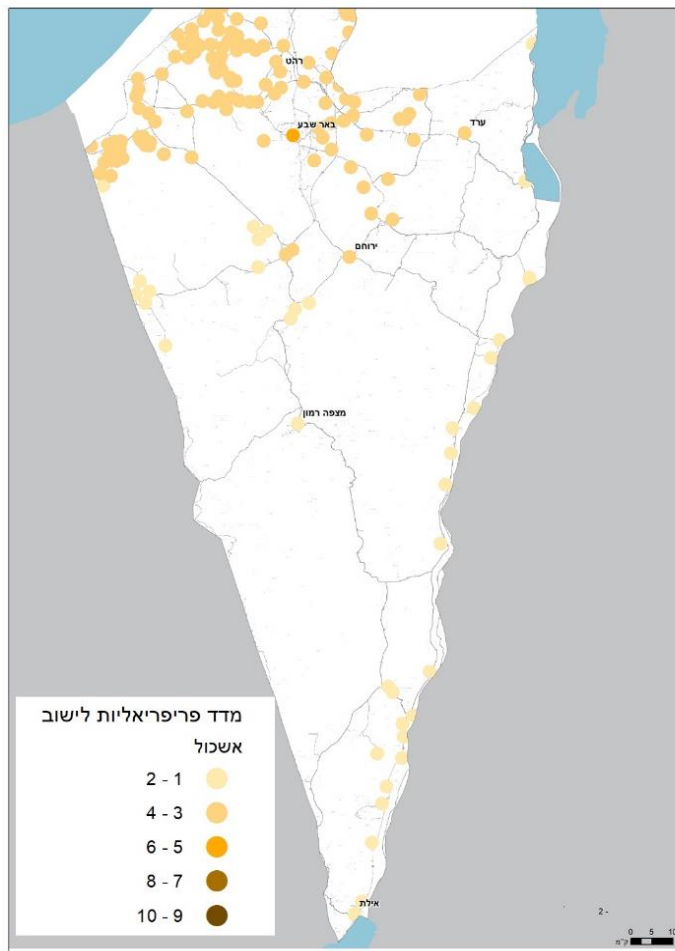 רהט
באר שבע
ערד
ירוחם
מצפה רמון
מדד פריפריאליות לישוב
אשכול
2 - 1
4 - 3
6 - 5
8 - 7
10 - 9
אילת
2 -
0 5 10
ק"מ